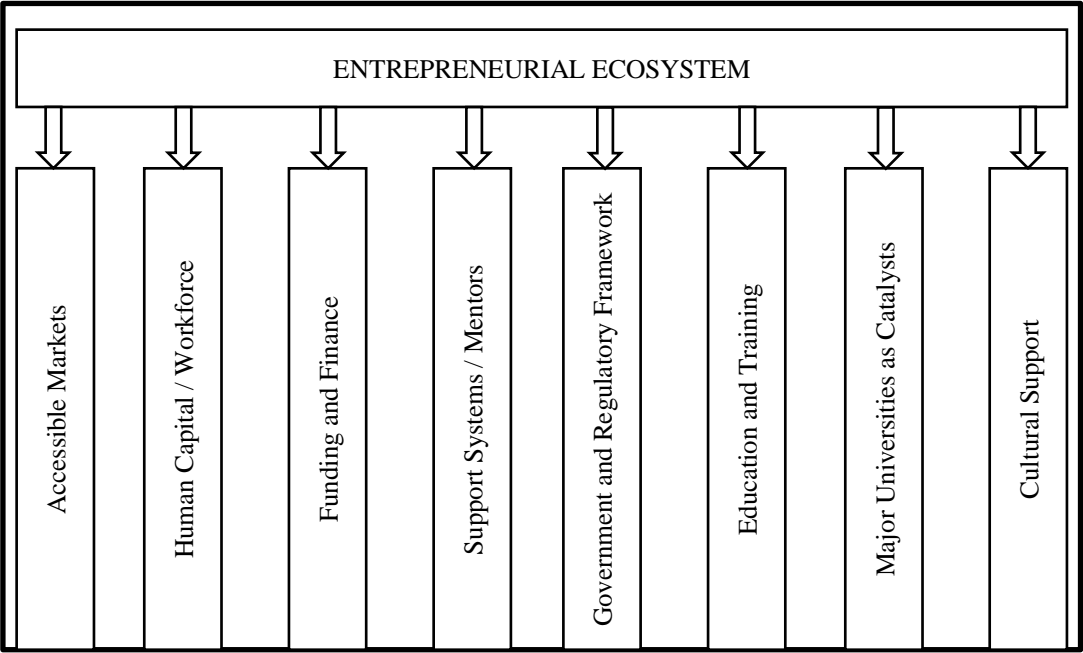 ENTREPRENEURIAL ECOSYSTEM
Accessible Markets
Human Capital / Workforce
Funding and Finance
Support Systems / Mentors
Government and Regulatory Framework
Education and Training
Major Universities as Catalysts
Cultural Support